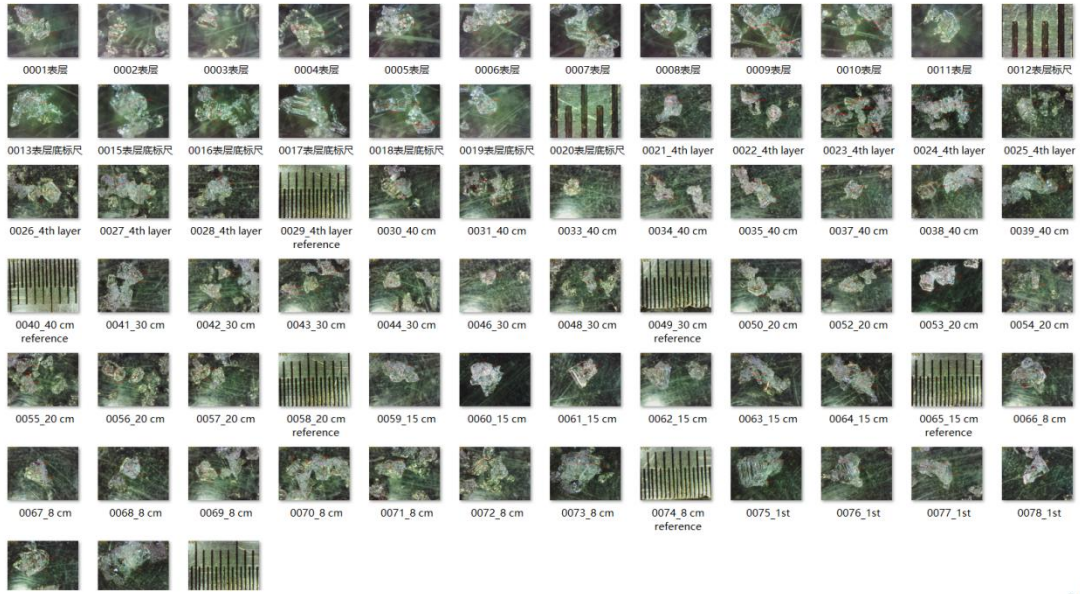 0001表层 0002表层 0003表层 0004表层 0005表层 0006表层 0007表层 0008表层 0009表层 0010表层 0011表层 0012表层标尺
0013表层底标尺 0015表层底标尺 0016表层底标尺 0017表层底标尺 0018表层底标尺 0019表层底标尺 0020表层底标尺 0021_4th layer 0022_4th layer 0023_4th layer 0024_4th layer 0025_4th layer
0026_4th layer 0027_4th layer 0028_4th layer 0029_4th layer 0030_40 cm 0031_40 cm 0033_40 cm 0034_40 cm 0035_40 cm 0037_40 cm 0038_40 cm 0039_40 cm
reference
0040_40 cm 0041_30 cm 0042_30 cm 0043_30 cm 0044_30 cm 0046_30 cm 0048_30 cm 0049_30 cm 0050_20 cm 0052_20 cm 0053_20 cm 0054_20 cm
reference reference
0055_20 cm 0056_20 cm 0057_20 cm 0058_20 cm 0059_15 cm 0060_15 cm 0061_15 cm 0062_15 cm 0063_15 cm 0064_15 cm 0065_15 cm 0066_8 cm
reference reference
0067_8 cm 0068_8 cm 0069_8 cm 0070_8 cm 0071_8 cm 0072_8 cm 0073_8 cm 0074_8 cm 0075_1st 0076_1st 0077_1st 0078_1st
reference